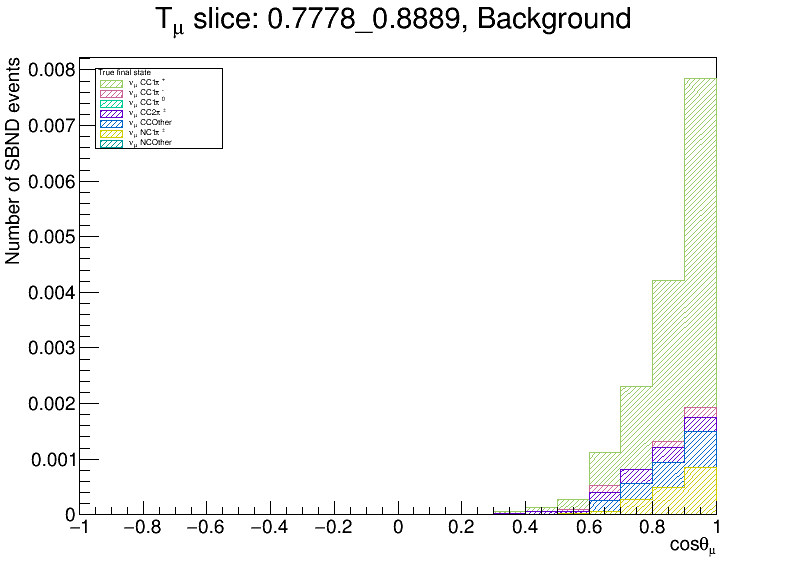 Tμ slice: 0.7778_0.8889, Background
Number of SBND events
0.008
0.007
0.006
0.005
0.004
0.003
0.002
0.001
0
True final state
νμ CC1π+
νμ CC1π-
νμ CC1π0
νμ CC2π±
νμ CCOther
νμ NC1π±
νμ NCOther
−1 −0.8 −0.6 −0.4 −0.2 0 0.2 0.4 0.6 0.8 1
cosθμ